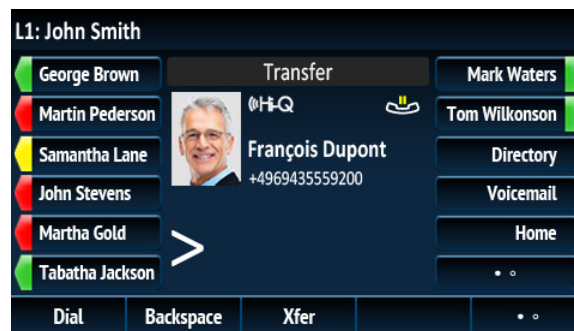 L1: John Smith
Transfer
George Brown
Martin Pederson
Samantha Lane
John Stevens
Martha Gold
Tabatha Jackson
Hi-Q
François Dupont
+4969435559200
>
Mark Waters
Tom Wilkonson
Directory
Voicemail
Home
Dial
Backspace
Xfer